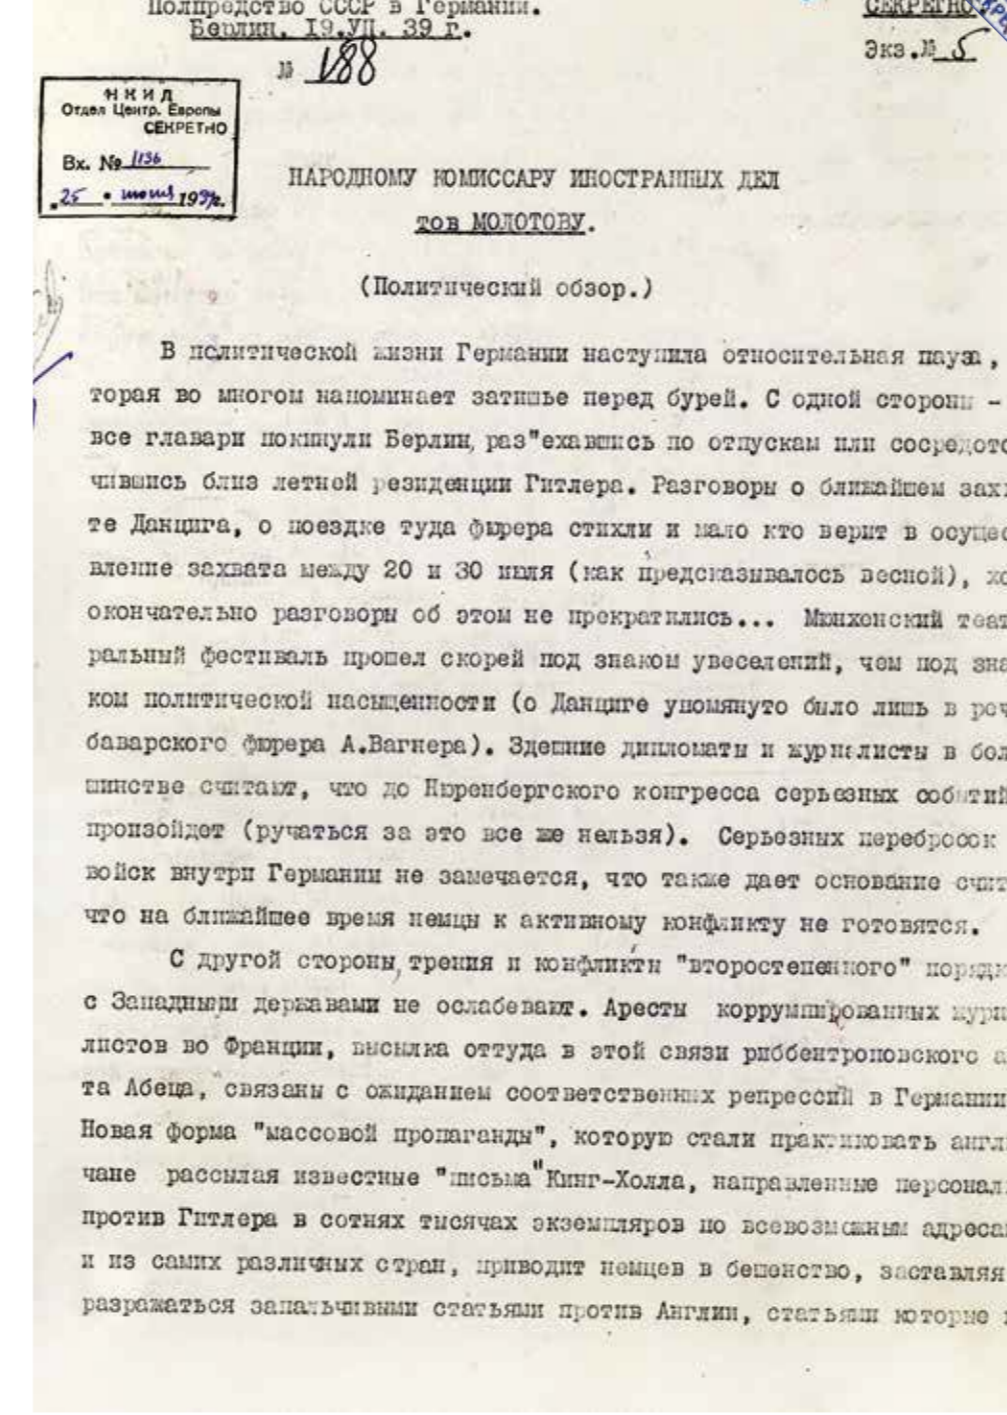 Полпредство СССР в Германии.
Берлин. 19.УП. 39 г.
№ 188
СЕКРЕТНО
Экз.№ 5
НКИД
Отдел Центр. Европы
СЕКРЕТНО
Вх. № 1136
"25" июля 1939г.
НАРОДНОМУ КОМИССАРУ ИНОСТРАННЫХ ДЕЛ
тов МОЛОТОВУ.
(Политический обзор.)
В политической жизни Германии наступила относительная пауза,
торая во многом напоминает затишье перед бурей. С одной стороны -
все главари покинули Берлин, раз"ехавшись по отпускам или сосредото
чившись близ летней резиденции Гитлера. Разговоры о ближайшем зах
те Данцига, о поездке туда фюрера стихли и мало кто верит в осущес
вление захвата между 20 и 30 июля (как предсказывалось весной), хо
окончательно разговоры об этом не прекратились... Мюнхенский теат
ральный фестиваль прошел скорей под знаком увеселений, чем под зна
ком политической насыщенности (о Данциге упомянуто было лишь в реч
баварского фюрера А.Вагнера). Здешние дипломаты и журналисты в бол
шинстве считают, что до Нюренбергского конгресса серьезных событий
произойдет (ручаться за это все же нельзя). Серьезных перебросок
войск внутри Германии не замечается, что также дает основание счит
что на ближайшее время немцы к активному конфликту не готовятся.
С другой стороны, трения и конфликты "второстепенного" порядк
с Западными державами не ослабевают. Аресты коррумпированных журн
листов во Франции, высылка оттуда в этой связи риббентроповского а
та Абеца, связаны с ожиданием соответственных репрессий в Германии
Новая форма "массовой пропаганды", которую стали практиковать англ
чане рассылая известные "письма" Кинг-Холла, направленные персонал
против Гитлера в сотнях тысячах экземпляров по всевозможным адреса
и из самих различных стран, приводит немцев в бешенство, заставляя
разражаться запальчивыми статьями против Англии, статьями которые